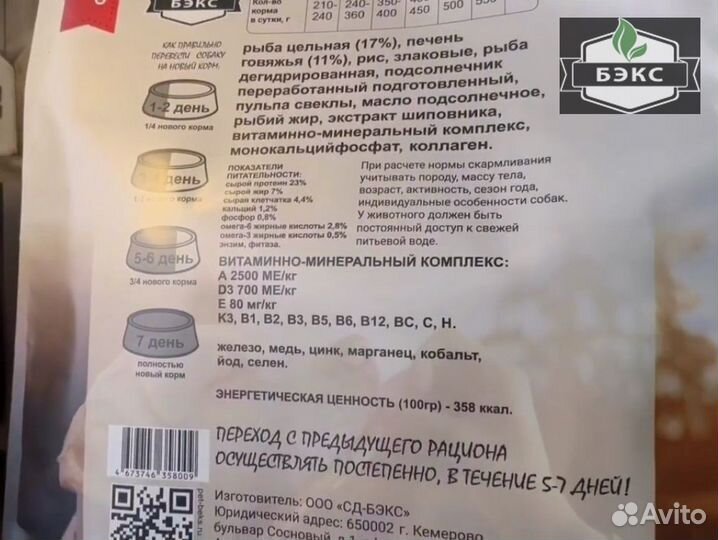 БЭКС
Кол-во
корма
в сутки, г
210-
240
240-
360
350-
400
450
500
КАК ПРАВИЛЬНО
ПЕРЕВЕСТИ СОБАКУ
НА НОВЫЙ КОРМ.
1-2 день
1/4 нового корма
день
нового корма
5-6 день
3/4 нового корма
7 день
полностью
новый корм
рыба цельная (17%), печень
говяжья (11%), рис, злаковые, рыба
дегидрированная, подсолнечник
переработанный подготовленный,
пульпа свеклы, масло подсолнечное,
рыбий жир, экстракт шиповника,
витаминно-минеральный комплекс,
монокальцийфосфат, коллаген.
ПОКАЗАТЕЛИ
ПИТАТЕЛЬНОСТИ:
сырой протеин 23%
сырой жир 7%
сырая клетчатка 4,4%
кальций 1,2%
фосфор 0,8%
омега-6 жирные кислоты 2,8%
омега-3 жирные кислоты 0,5%
энзим, фитаза.
При расчете нормы скармливания
учитывать породу, массу тела,
возраст, активность, сезон года,
индивидуальные особенности собак.
У животного должен быть
постоянный доступ к свежей
питьевой воде.
ВИТАМИННО-МИНЕРАЛЬНЫЙ КОМПЛЕКС:
А 2500 МЕ/кг
D3 700 МЕ/кг
Е 80 мг/кг
К3, В1, В2, В3, В5, В6, В12, ВС, С, Н.
железо, медь, цинк, марганец, кобальт,
йод, селен.
ЭНЕРГЕТИЧЕСКАЯ ЦЕННОСТЬ (100гр) - 358 ккал.
ПЕРЕХОД С ПРЕДЫДУЩЕГО РАЦИОНА
ОСУЩЕСТВЛЯТЬ ПОСТЕПЕННО, В ТЕЧЕНИЕ 5-7 ДНЕЙ!
4 673746 358009
pet-beks.ru
Изготовитель: ООО «СД-БЭКС»
Юридический адрес: 650002 г. Кемерово
бульвар Сосновый,
БЭКС
Avito